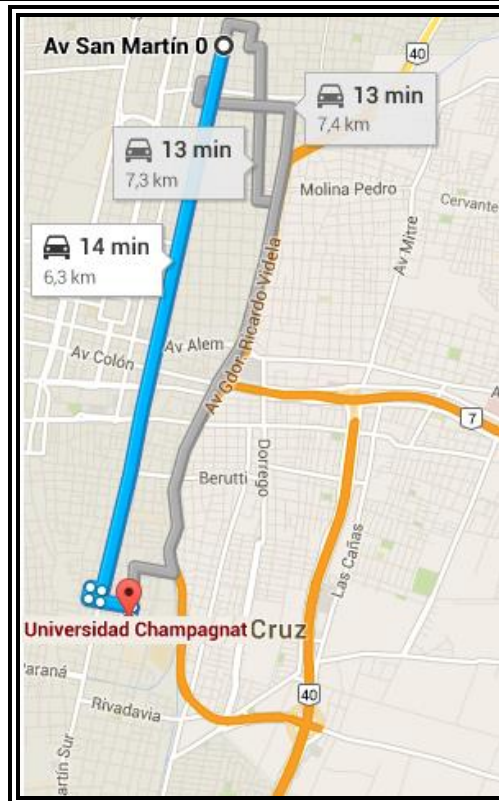 Av San Martín 0
40
13 min
7,4 km
13 min
7,3 km
Molina Pedro
Cervante
Av Mitre
14 min
6,3 km
Av Gdor. Ricardo Videla
Av Alem
Av Colón
7
Dorrego
Berutti
Las Cañas
Universidad Champagnat
Cruz
Paraná
Rivadavia
40
artín Sur